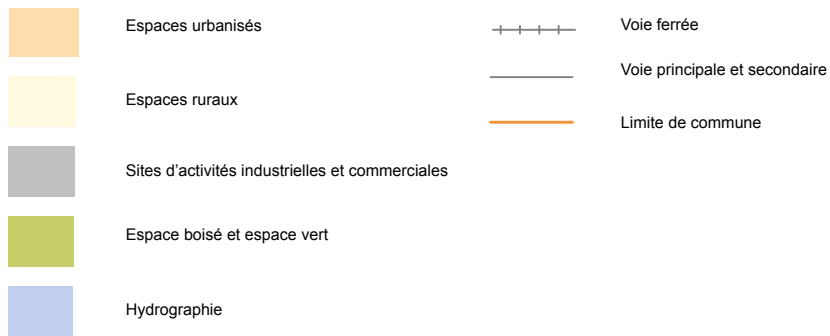 Espaces urbanisés
Espaces ruraux
Sites d’activités industrielles et commerciales
Espace boisé et espace vert
Hydrographie
Voie ferrée
Voie principale et secondaire
Limite de commune